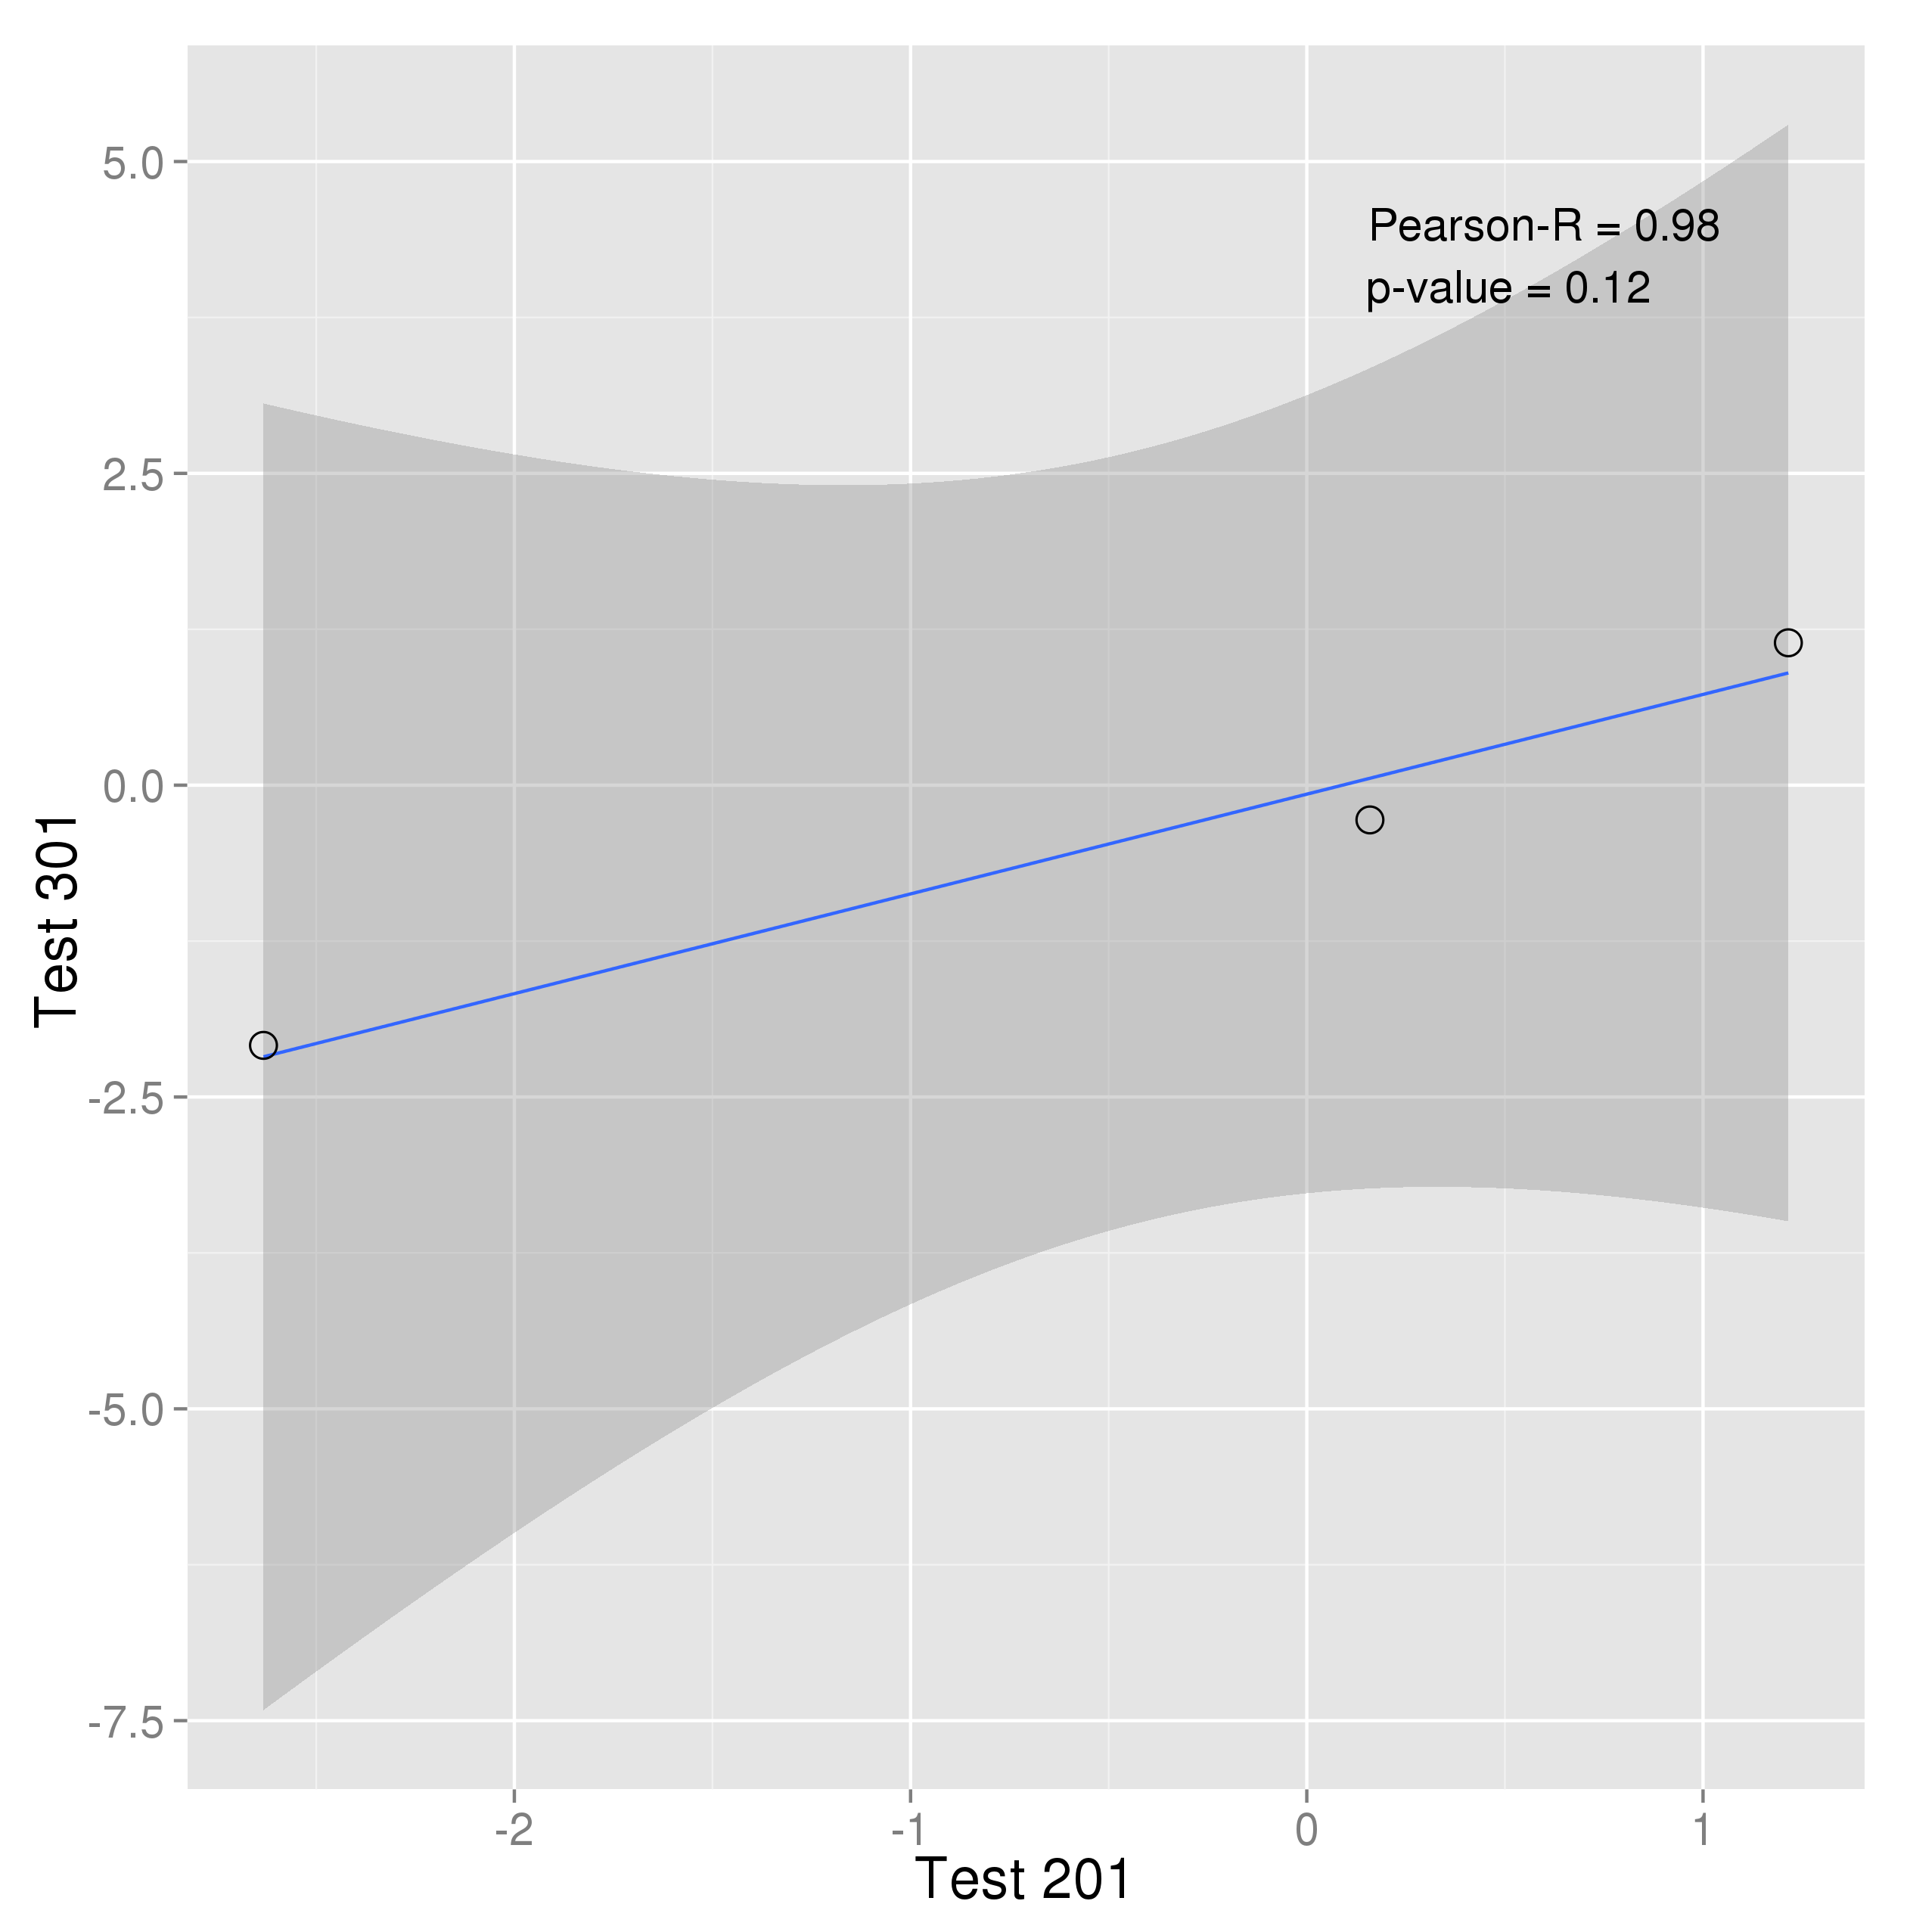 5.0
2.5
0.0
-2.5
-5.0
-7.5
Test 301
Pearson-R = 0.98
p-value = 0.12
-2
-1
0
1
Test 201